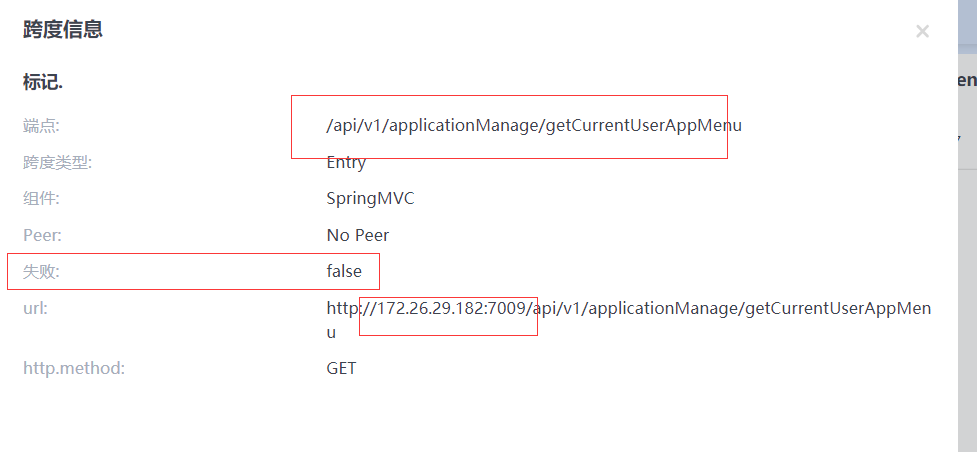 跨度信息
×
标记.
端点: /api/v1/applicationManage/getCurrentUserAppMenu
跨度类型: Entry
组件: SpringMVC
Peer: No Peer
失败: false
url: http://172.26.29.182:7009/api/v1/applicationManage/getCurrentUserAppMen
u
http.method: GET
en